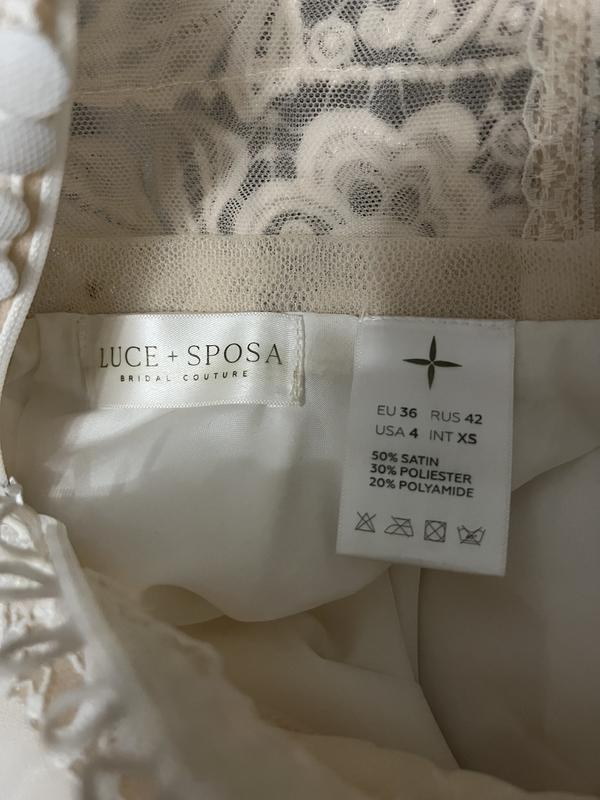 LUCE + SPOSA
BRIDAL COUTURE
EU 36 RUS 42
USA 4 INT XS
50% SATIN
30% POLIESTER
20% POLYAMIDE